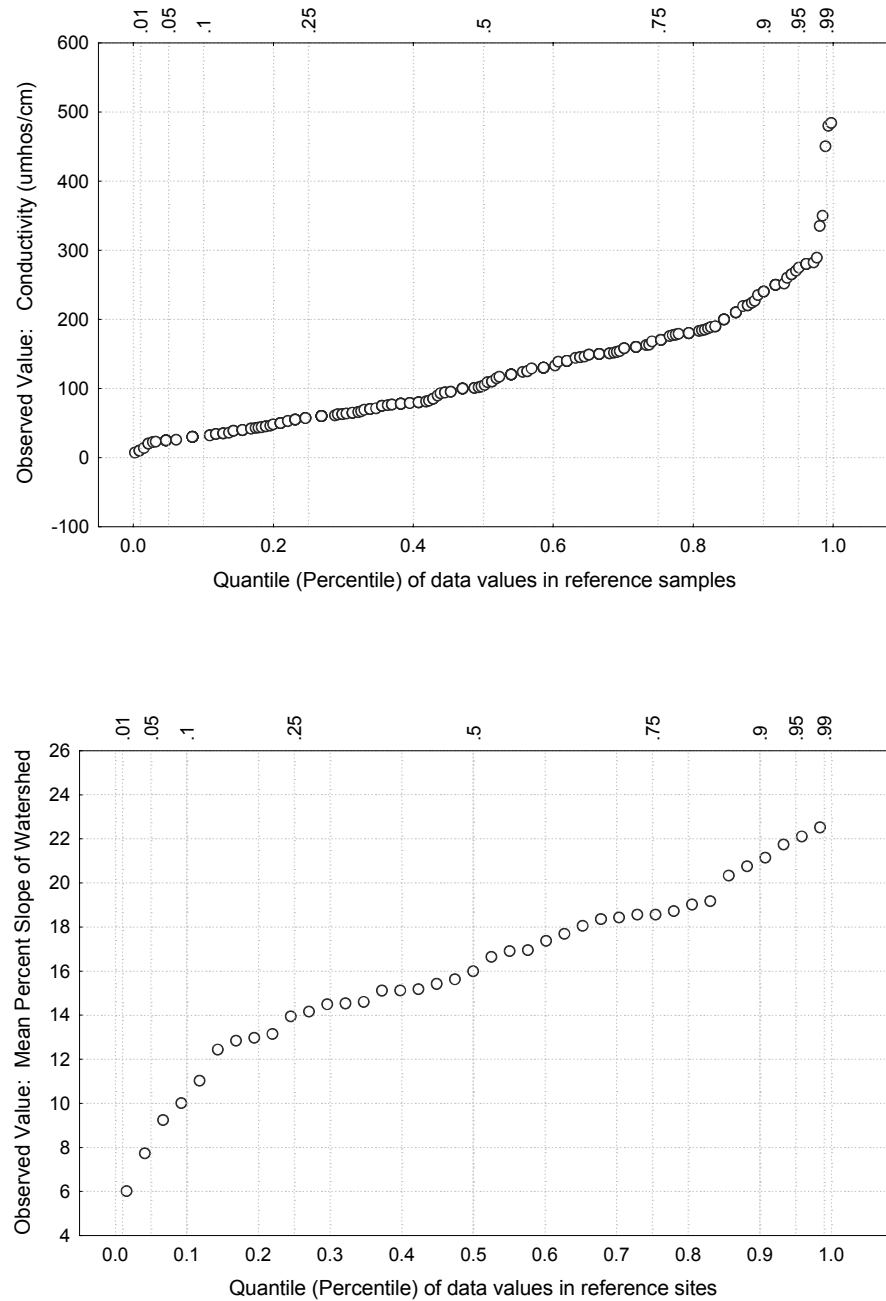 .01 .05 .1 .25 .5 .75 .9 .95 .99
600
500
400
300
200
100
0
-100
Observed Value: Conductivity (umhos/cm)
0.0 0.2 0.4 0.6 0.8 1.0
Quantile (Percentile) of data values in reference samples
.01 .05 .1 .25 .5 .75 .9 .95 .99
26
24
22
20
18
16
14
12
10
8
6
4
Observed Value: Mean Percent Slope of Watershed
0.0 0.1 0.2 0.3 0.4 0.5 0.6 0.7 0.8 0.9 1.0
Quantile (Percentile) of data values in reference sites